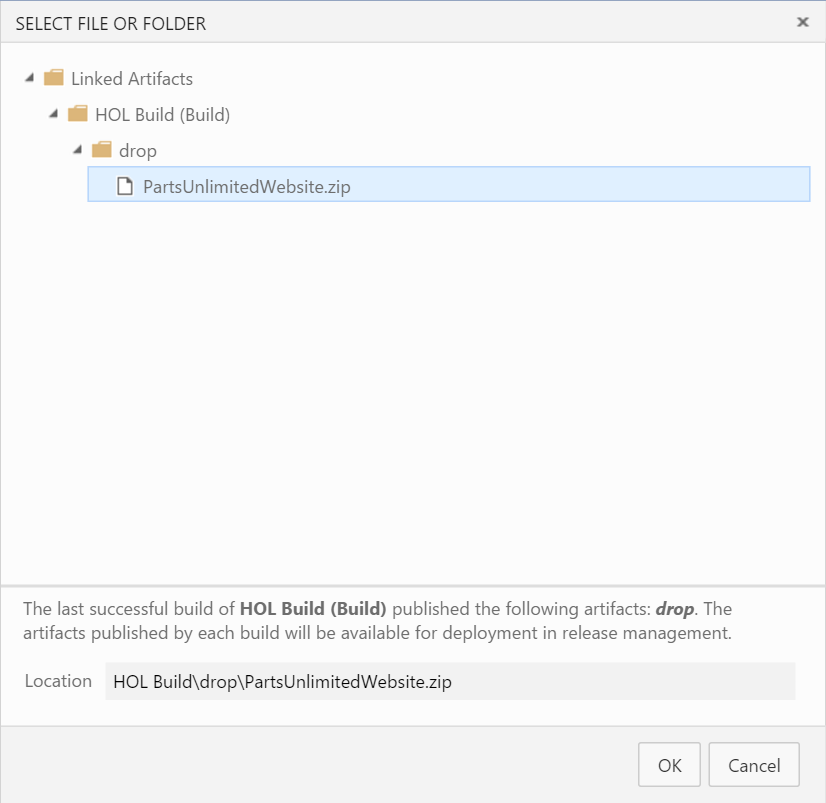 SELECT FILE OR FOLDER
Linked Artifacts
HOL Build (Build)
drop
PartsUnlimitedWebsite.zip
The last successful build of HOL Build (Build) published the following artifacts: drop. The
artifacts published by each build will be available for deployment in release management.
Location HOL Build\drop\PartsUnlimitedWebsite.zip
OK Cancel